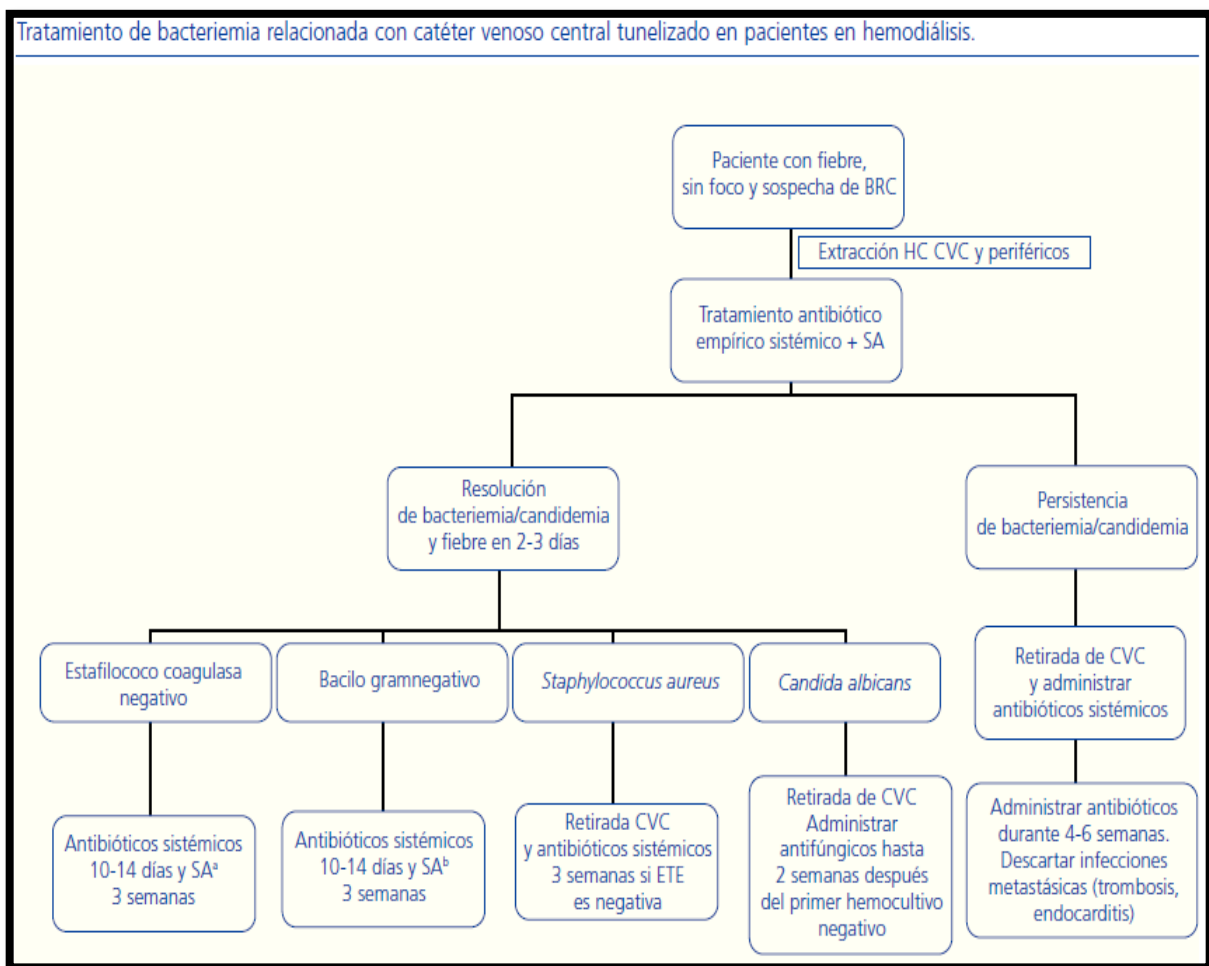 Tratamiento de bacteriemia relacionada con catéter venoso central tunelizado en pacientes en hemodiálisis.
Paciente con fiebre,
sin foco y sospecha de BRC
Extracción HC CVC y periféricos
Tratamiento antibiótico
empírico sistémico + SA
Resolución
de bacteriemia/candidemia
y fiebre en 2-3 días
Persistencia
de bacteriemia/candidemia
Estafilococo coagulasa
negativo
Bacilo gramnegativo
Staphylococcus aureus
Candida albicans
Retirada de CVC
y administrar
antibióticos sistémicos
Antibióticos sistémicos
10-14 días y SAª
3 semanas
Antibióticos sistémicos
10-14 días y SAᵇ
3 semanas
Retirada CVC
y antibióticos sistémicos
3 semanas si ETE
es negativa
Retirada de CVC
Administrar
antifúngicos hasta
2 semanas después
del primer hemocultivo
negativo
Administrar antibióticos
durante 4-6 semanas.
Descartar infecciones
metastásicas (trombosis,
endocarditis)